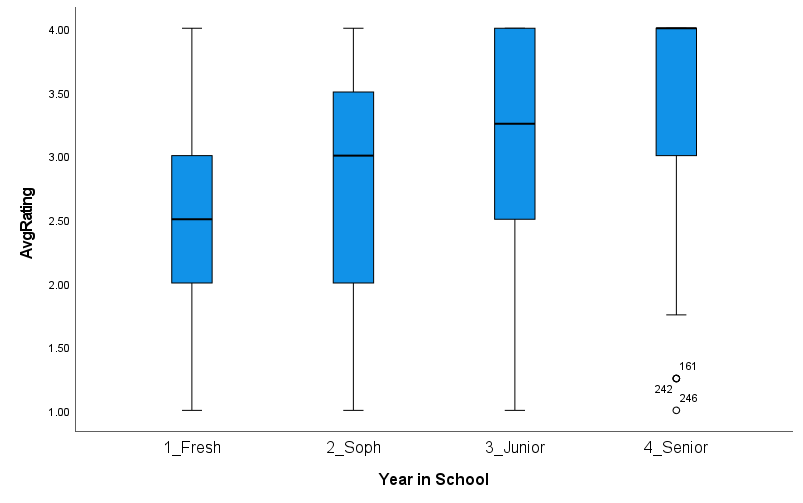 4.00
3.50
3.00
2.50
2.00
1.50
1.00
AvgRating
161
242
246
1_Fresh
2_Soph
3_Junior
4_Senior
Year in School